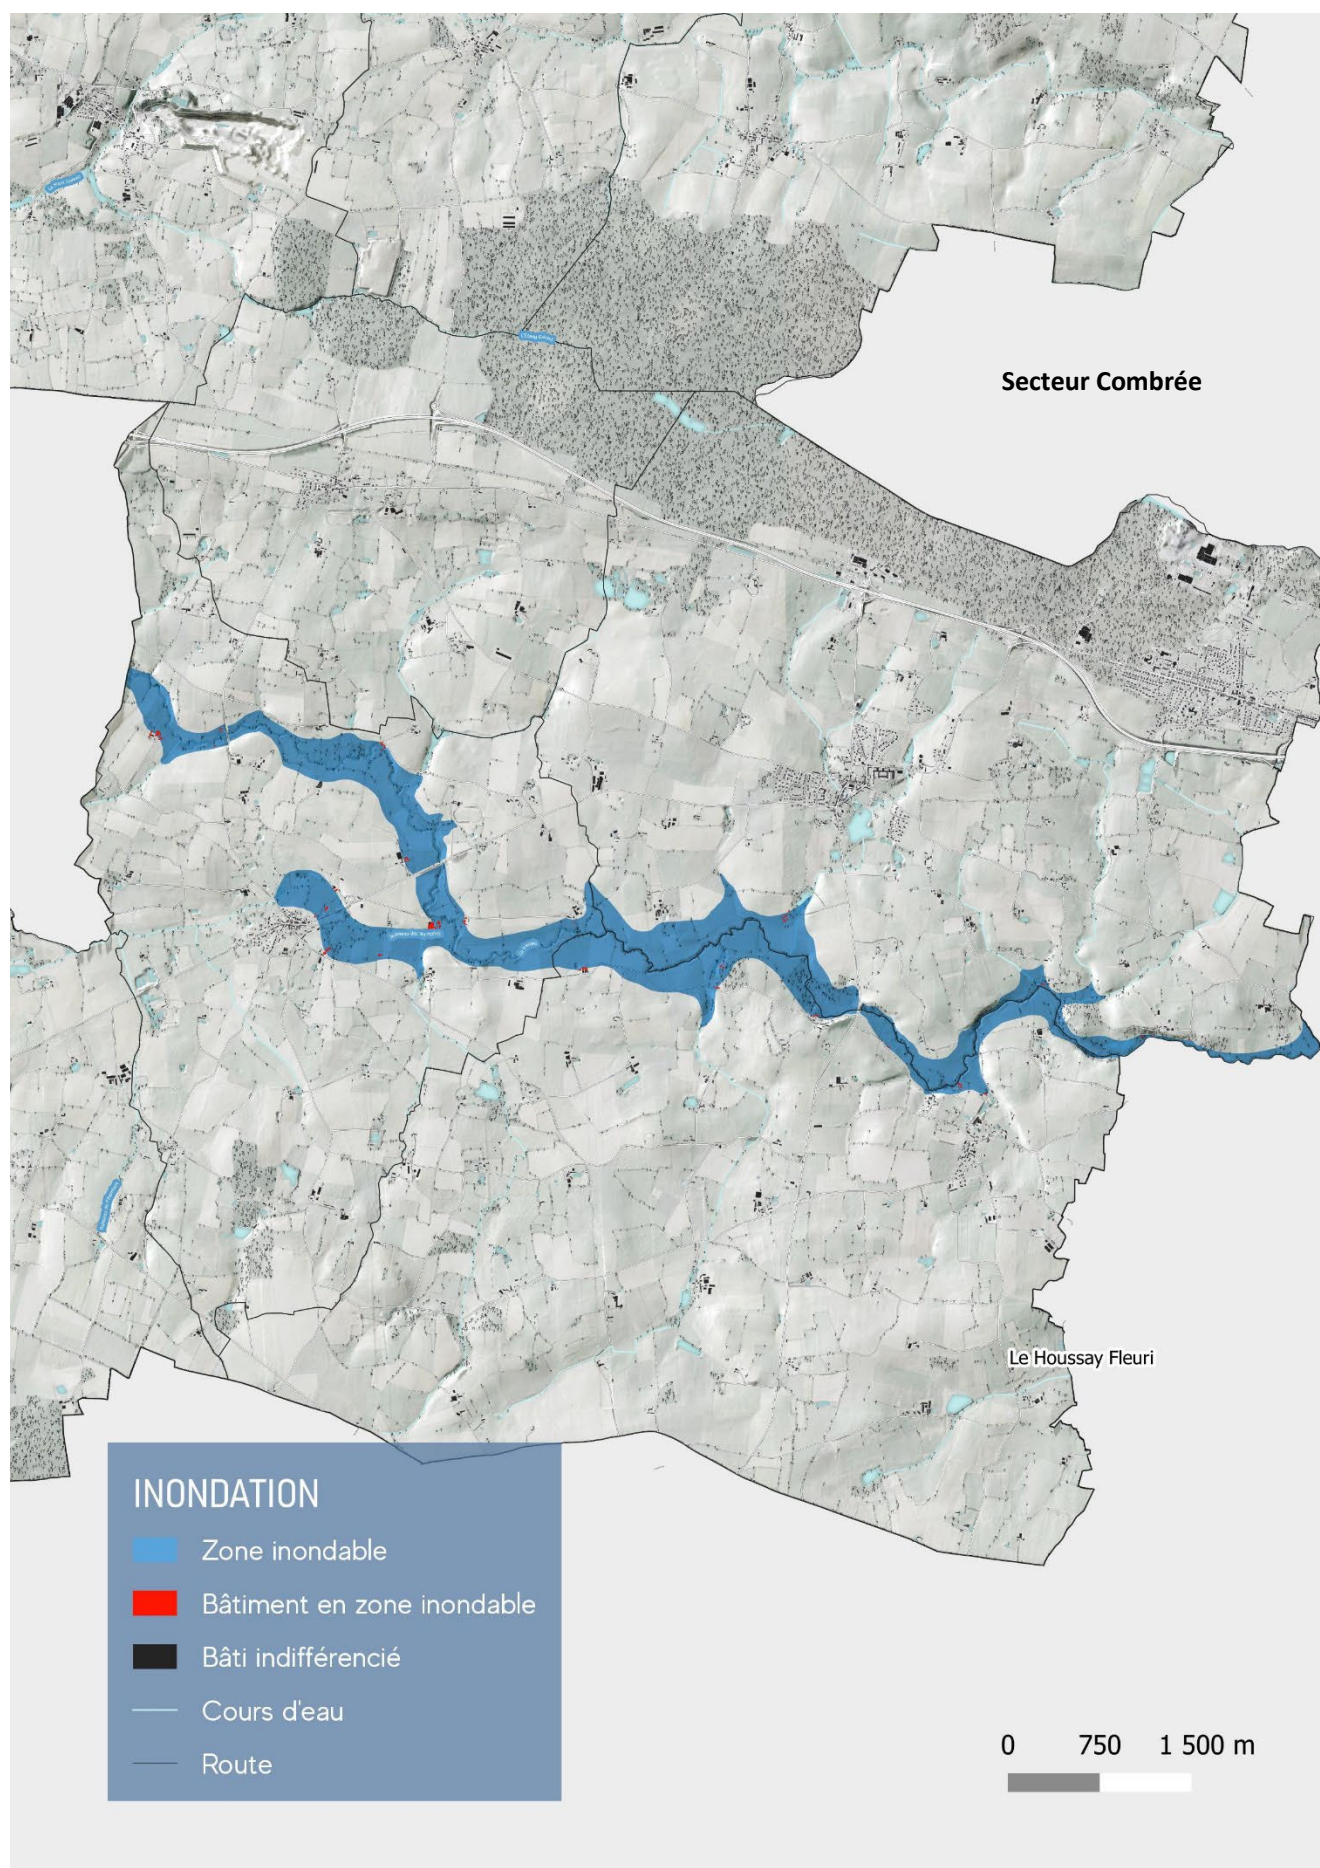 Secteur Combrée
Le Houssay Fleuri
INONDATION
Zone inondable
Bâtiment en zone inondable
Bâti indifférencié
Cours d'eau
Route
0 750 1 500 m